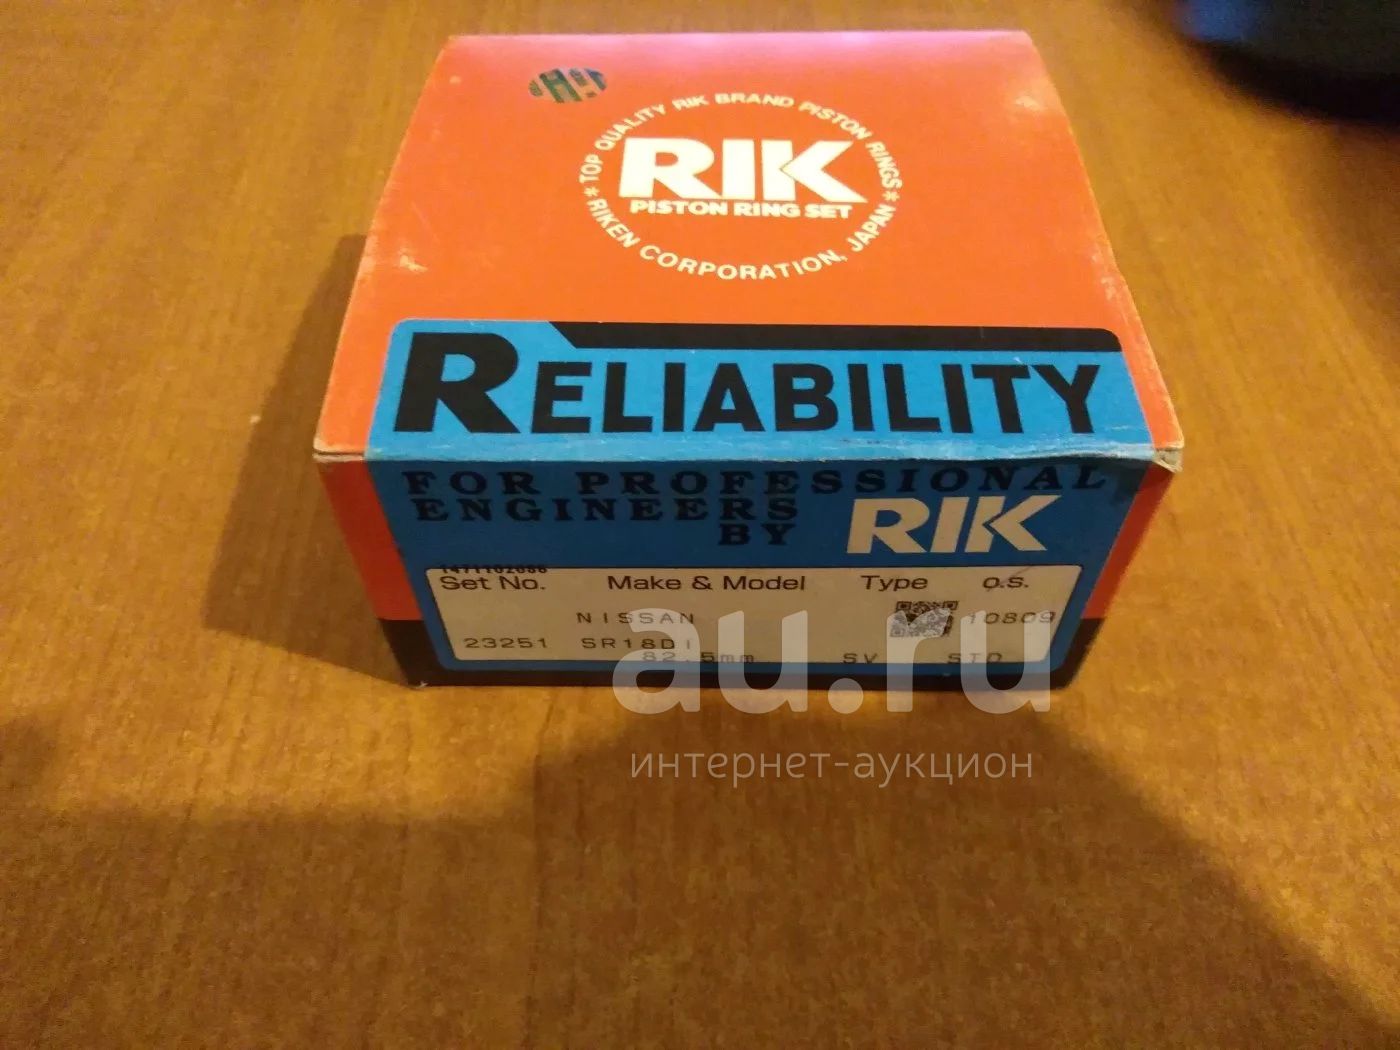 * TOP QUALITY RIK BRAND PISTON RINGS *
RIK
PISTON RING SET
RIKEN CORPORATION, JAPAN
RELIABILITY
FOR PROFESSIONAL
ENGINEERS
BY
RIK
Set No. Make & Model Type o.s.
NISSAN 10809
23251 SR18Di
82.5mm SV STD
au.ru
интернет-аукцион